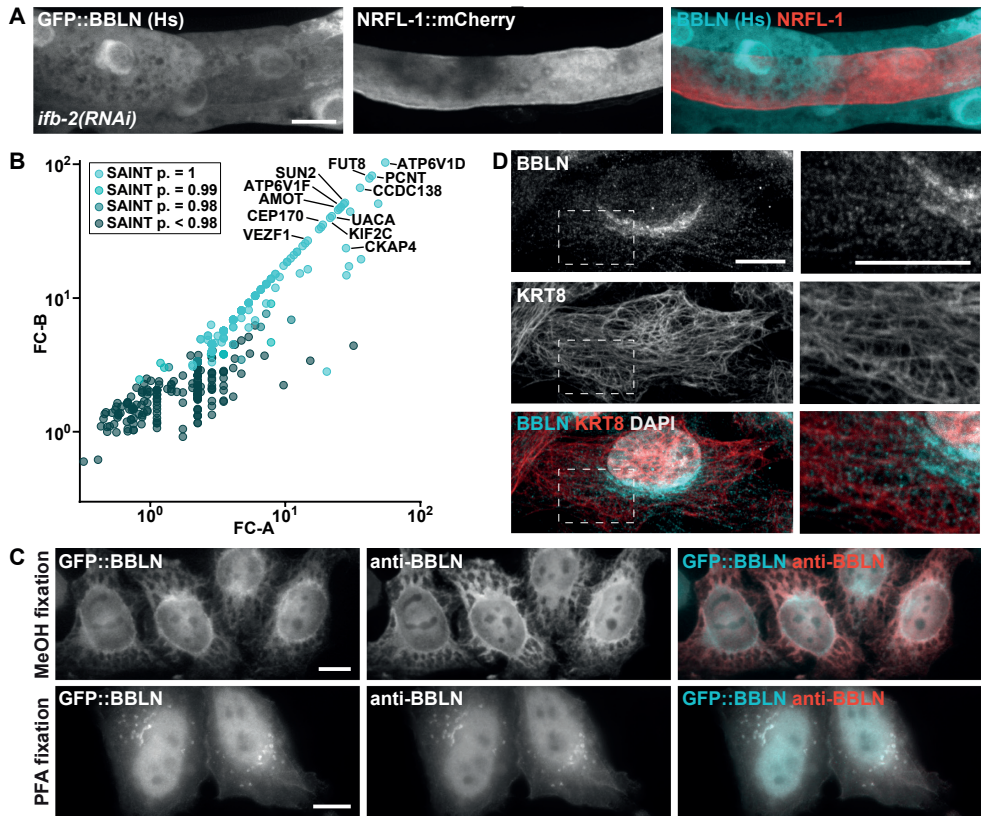 A
GFP::BBLN (Hs)
ifb-2(RNAi)
NRFL-1::mCherry
BBLN (Hs) NRFL-1
B
SAINT p. = 1
SAINT p. = 0.99
SAINT p. = 0.98
SAINT p. < 0.98
FUT8
ATP6V1D
SUN2
PCNT
ATP6V1F
CCDC138
AMOT
CEP170
UACA
KIF2C
VEZF1
CKAP4
10²
10¹
10⁰
FC-B
10⁰
10¹
10²
FC-A
D
BBLN
KRT8
BBLN KRT8 DAPI
C
MeOH fixation
GFP::BBLN
anti-BBLN
GFP::BBLN anti-BBLN
PFA fixation
GFP::BBLN
anti-BBLN
GFP::BBLN anti-BBLN